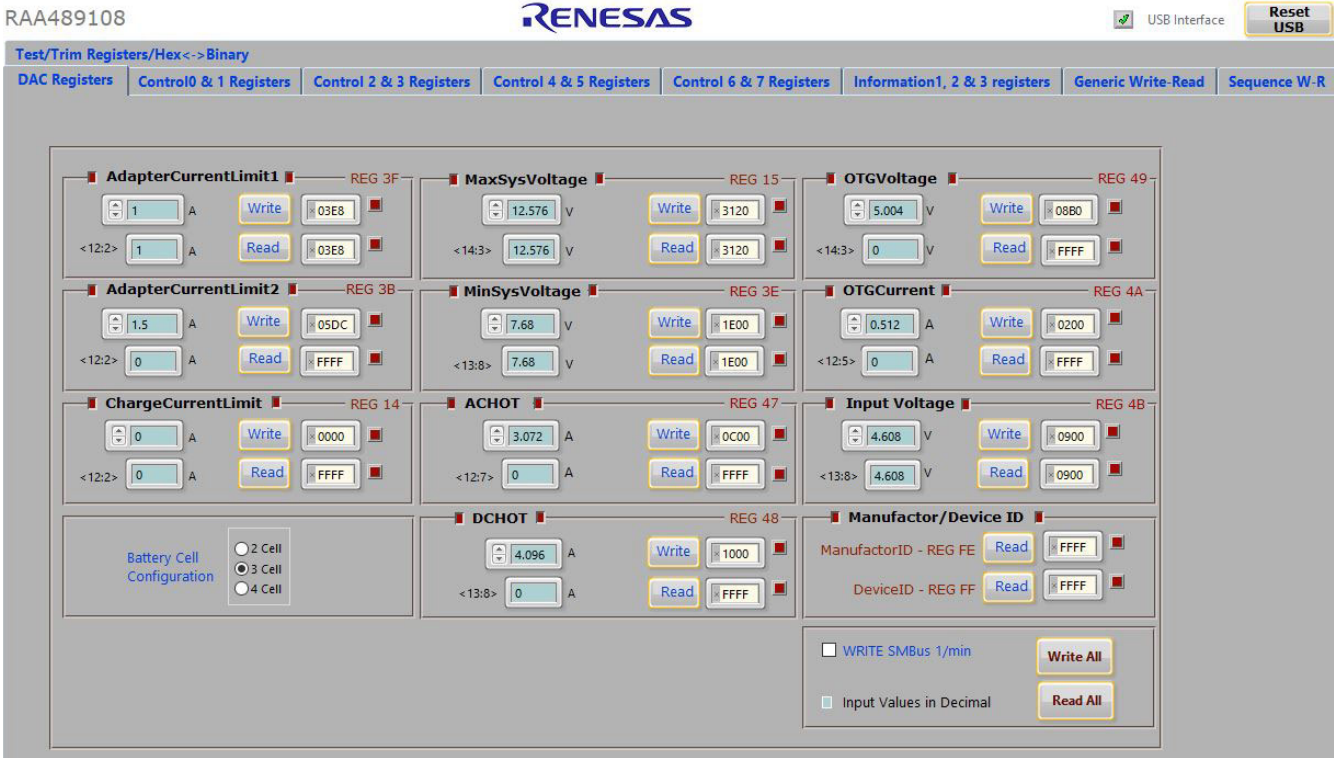 RAA489108
RENESAS
USB Interface
Reset USB
Test/Trim Registers/Hex<->Binary
DAC Registers
Control0 & 1 Registers
Control 2 & 3 Registers
Control 4 & 5 Registers
Control 6 & 7 Registers
Information1, 2 & 3 registers
Generic Write-Read
Sequence W-R
AdapterCurrentLimit1 REG 3F
1 A Write ×03E8
<12:2> 1 A Read ×03E8
AdapterCurrentLimit2 REG 3B
1.5 A Write ×05DC
<12:2> 0 A Read ×FFFF
ChargeCurrentLimit REG 14
0 A Write ×0000
<12:2> 0 A Read ×FFFF
Battery Cell
Configuration
2 Cell
3 Cell
4 Cell
MaxSysVoltage REG 15
12.576 V Write ×3120
<14:3> 12.576 V Read ×3120
MinSysVoltage REG 3E
7.68 V Write ×1E00
<13:8> 7.68 V Read ×1E00
ACHOT REG 47
3.072 A Write ×0C00
<12:7> 0 A Read ×FFFF
DCHOT REG 48
4.096 A Write ×1000
<13:8> 0 A Read ×FFFF
OTGVoltage REG 49
5.004 V Write ×08B0
<14:3> 0 V Read ×FFFF
OTGCurrent REG 4A
0.512 A Write ×0200
<12:5> 0 A Read ×FFFF
Input Voltage REG 4B
4.608 V Write ×0900
<13:8> 4.608 V Read ×0900
Manufactor/Device ID
ManufactorID - REG FE Read ×FFFF
DeviceID - REG FF Read ×FFFF
WRITE SMBus 1/min
Write All
Input Values in Decimal
Read All